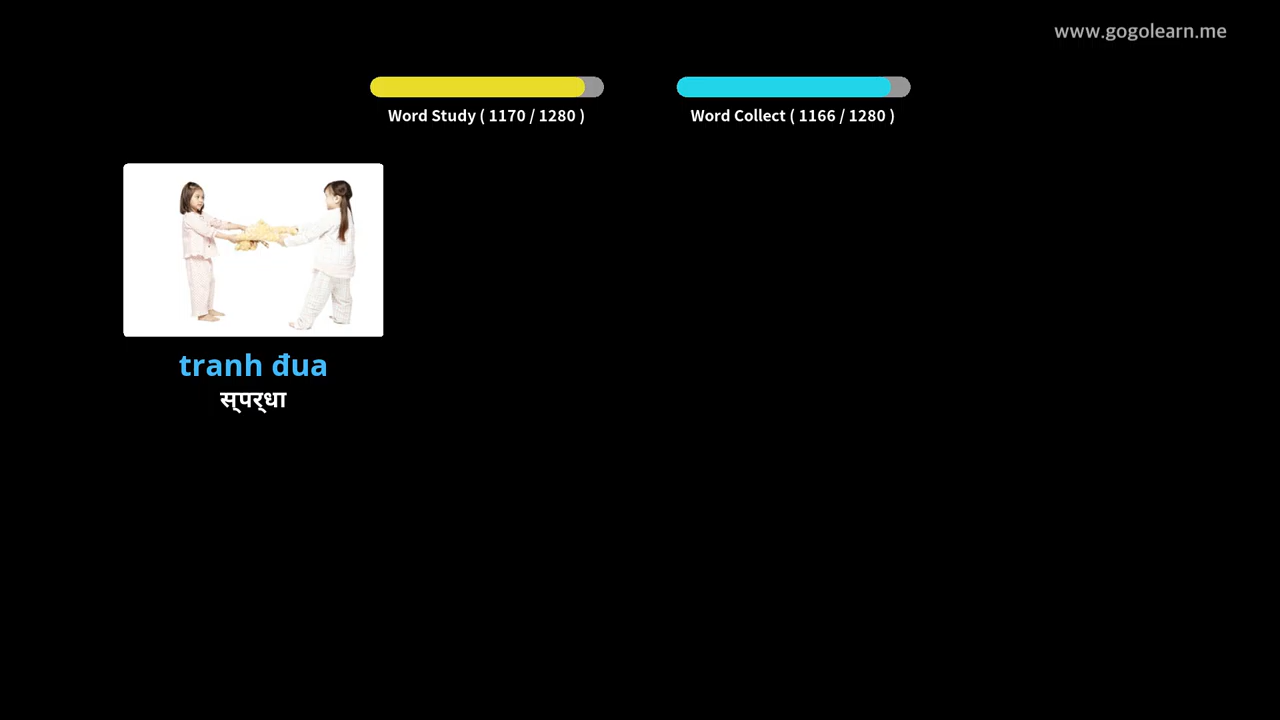 www.gogolearn.me
Word Study ( 1170 / 1280 )
Word Collect ( 1166 / 1280 )
tranh đua
स्पर्धा